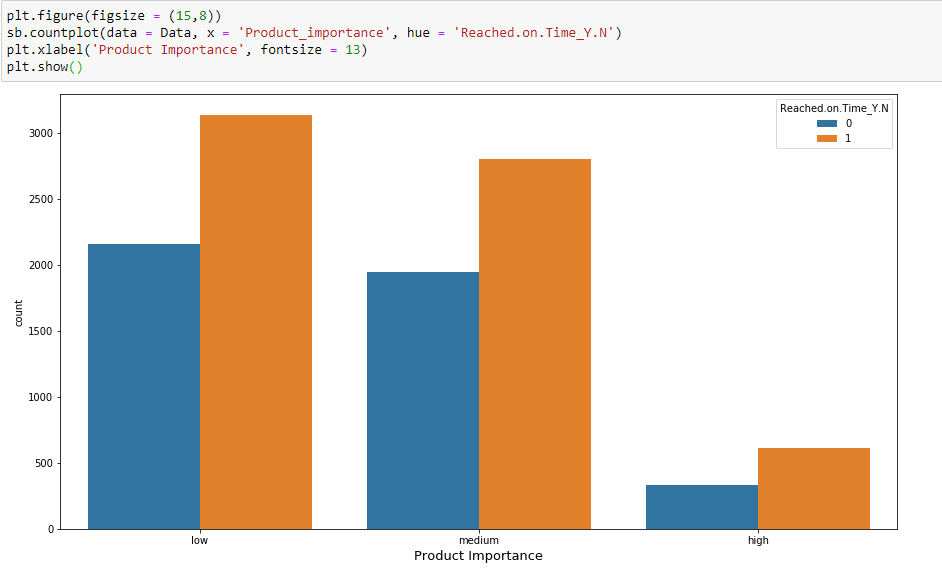 plt.figure(figsize = (15,8))
sb.countplot(data = Data, x = 'Product_importance', hue = 'Reached.on.Time_Y.N')
plt.xlabel('Product Importance', fontsize = 13)
plt.show()
Reached.on.Time_Y.N
0
1
3000
2500
2000
1500
1000
500
0
count
low medium high
Product Importance